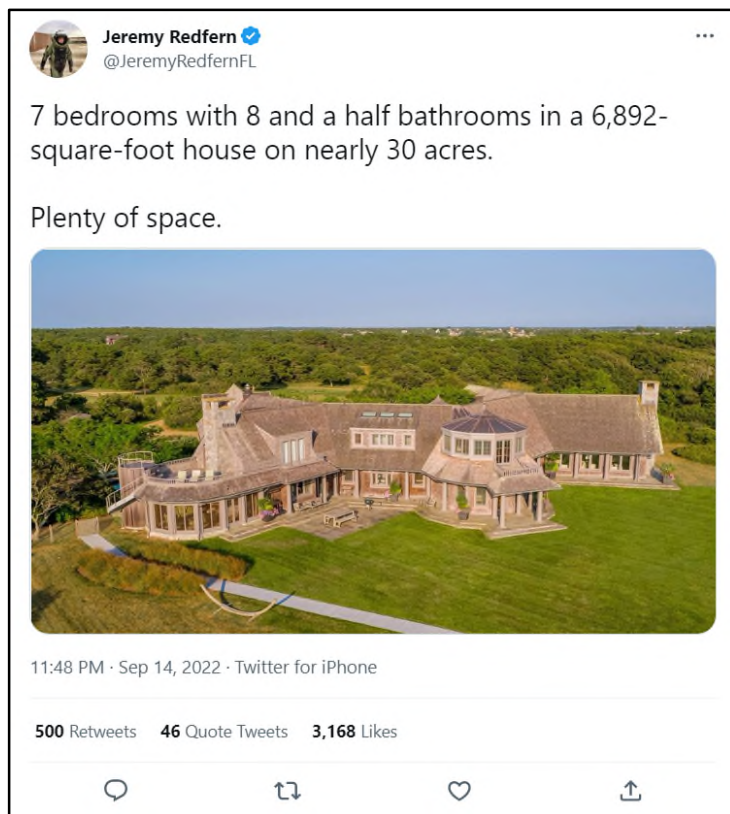 Jeremy Redfern
@JeremyRedfernFL
7 bedrooms with 8 and a half bathrooms in a 6,892-
square-foot house on nearly 30 acres.
Plenty of space.
11:48 PM · Sep 14, 2022 · Twitter for iPhone
500 Retweets 46 Quote Tweets 3,168 Likes